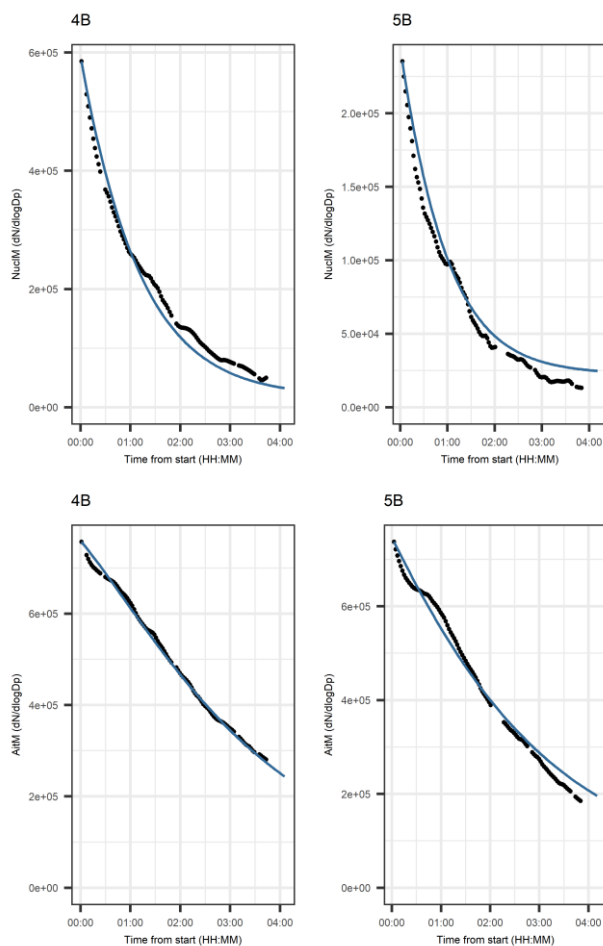 4B
6e+05
4e+05
2e+05
0e+00
NuclM (dN/dlogDp)
00:00 01:00 02:00 03:00 04:00
Time from start (HH:MM)
5B
2.0e+05
1.5e+05
1.0e+05
5.0e+04
0.0e+00
NuclM (dN/dlogDp)
00:00 01:00 02:00 03:00 04:00
Time from start (HH:MM)
4B
6e+05
4e+05
2e+05
0e+00
AitM (dN/dlogDp)
00:00 01:00 02:00 03:00 04:00
Time from start (HH:MM)
5B
6e+05
4e+05
2e+05
0e+00
AitM (dN/dlogDp)
00:00 01:00 02:00 03:00 04:00
Time from start (HH:MM)